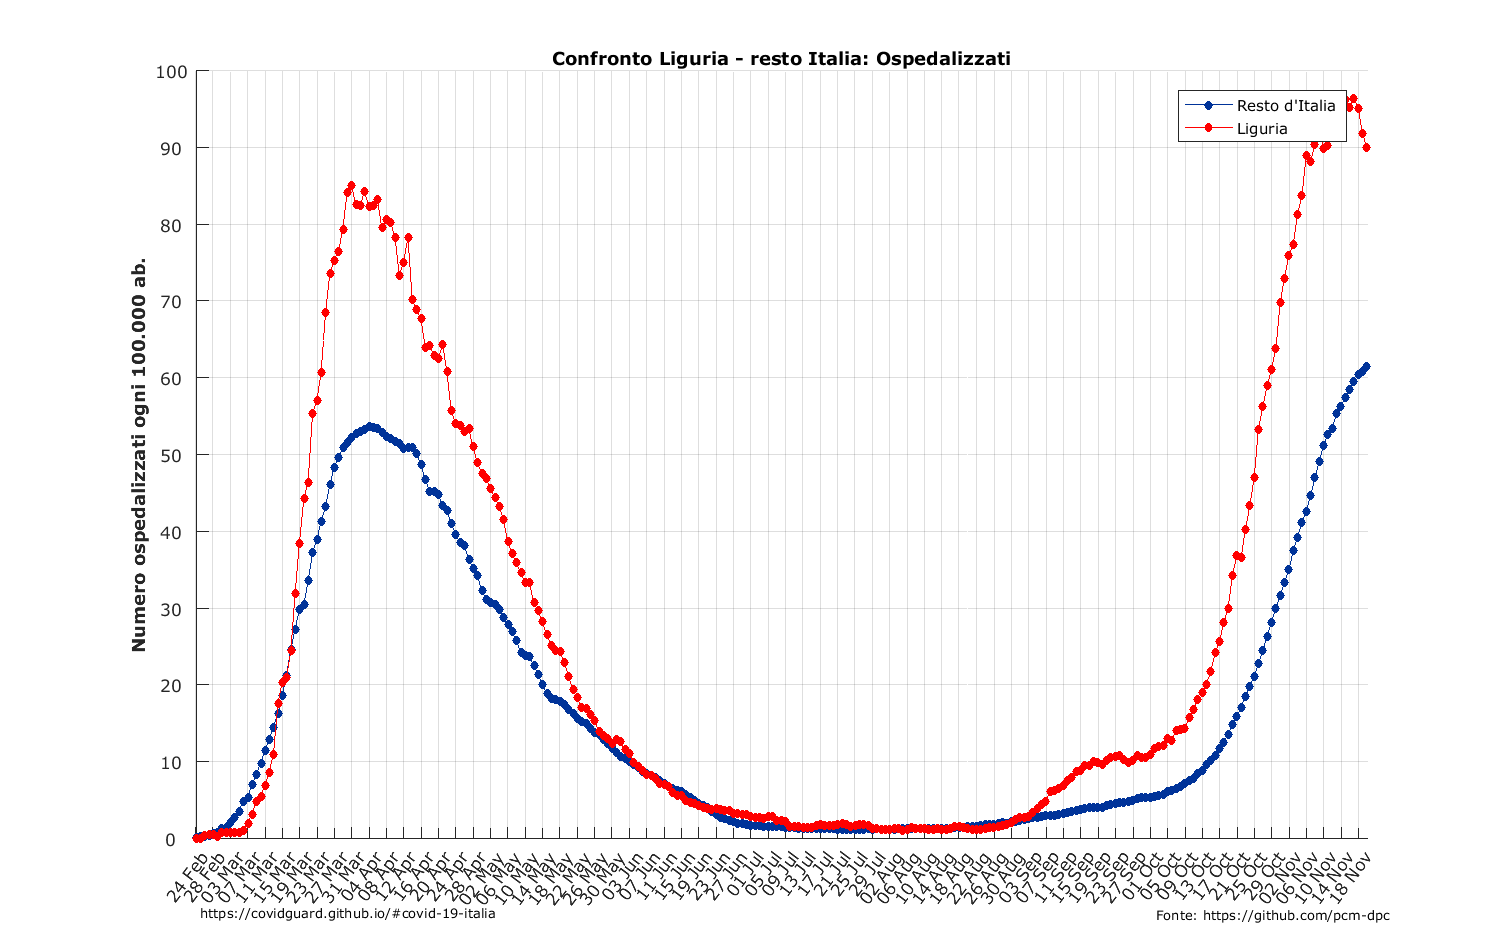 Confronto Liguria - resto Italia: Ospedalizzati
Numero ospedalizzati ogni 100.000 ab.
100
90
80
70
60
50
40
30
20
10
0
Resto d'Italia
Liguria
24 Feb
28 Feb
03 Mar
07 Mar
11 Mar
15 Mar
19 Mar
23 Mar
27 Mar
31 Mar
04 Apr
08 Apr
12 Apr
16 Apr
20 Apr
24 Apr
28 Apr
02 May
06 May
10 May
14 May
18 May
22 May
26 May
30 May
03 Jun
07 Jun
11 Jun
15 Jun
19 Jun
23 Jun
27 Jun
01 Jul
05 Jul
09 Jul
13 Jul
17 Jul
21 Jul
25 Jul
29 Jul
02 Aug
06 Aug
10 Aug
14 Aug
18 Aug
22 Aug
26 Aug
30 Aug
03 Sep
07 Sep
11 Sep
15 Sep
19 Sep
23 Sep
27 Sep
01 Oct
05 Oct
09 Oct
13 Oct
17 Oct
21 Oct
25 Oct
29 Oct
02 Nov
06 Nov
10 Nov
14 Nov
18 Nov
https://covidguard.github.io/#covid-19-italia
Fonte: https://github.com/pcm-dpc